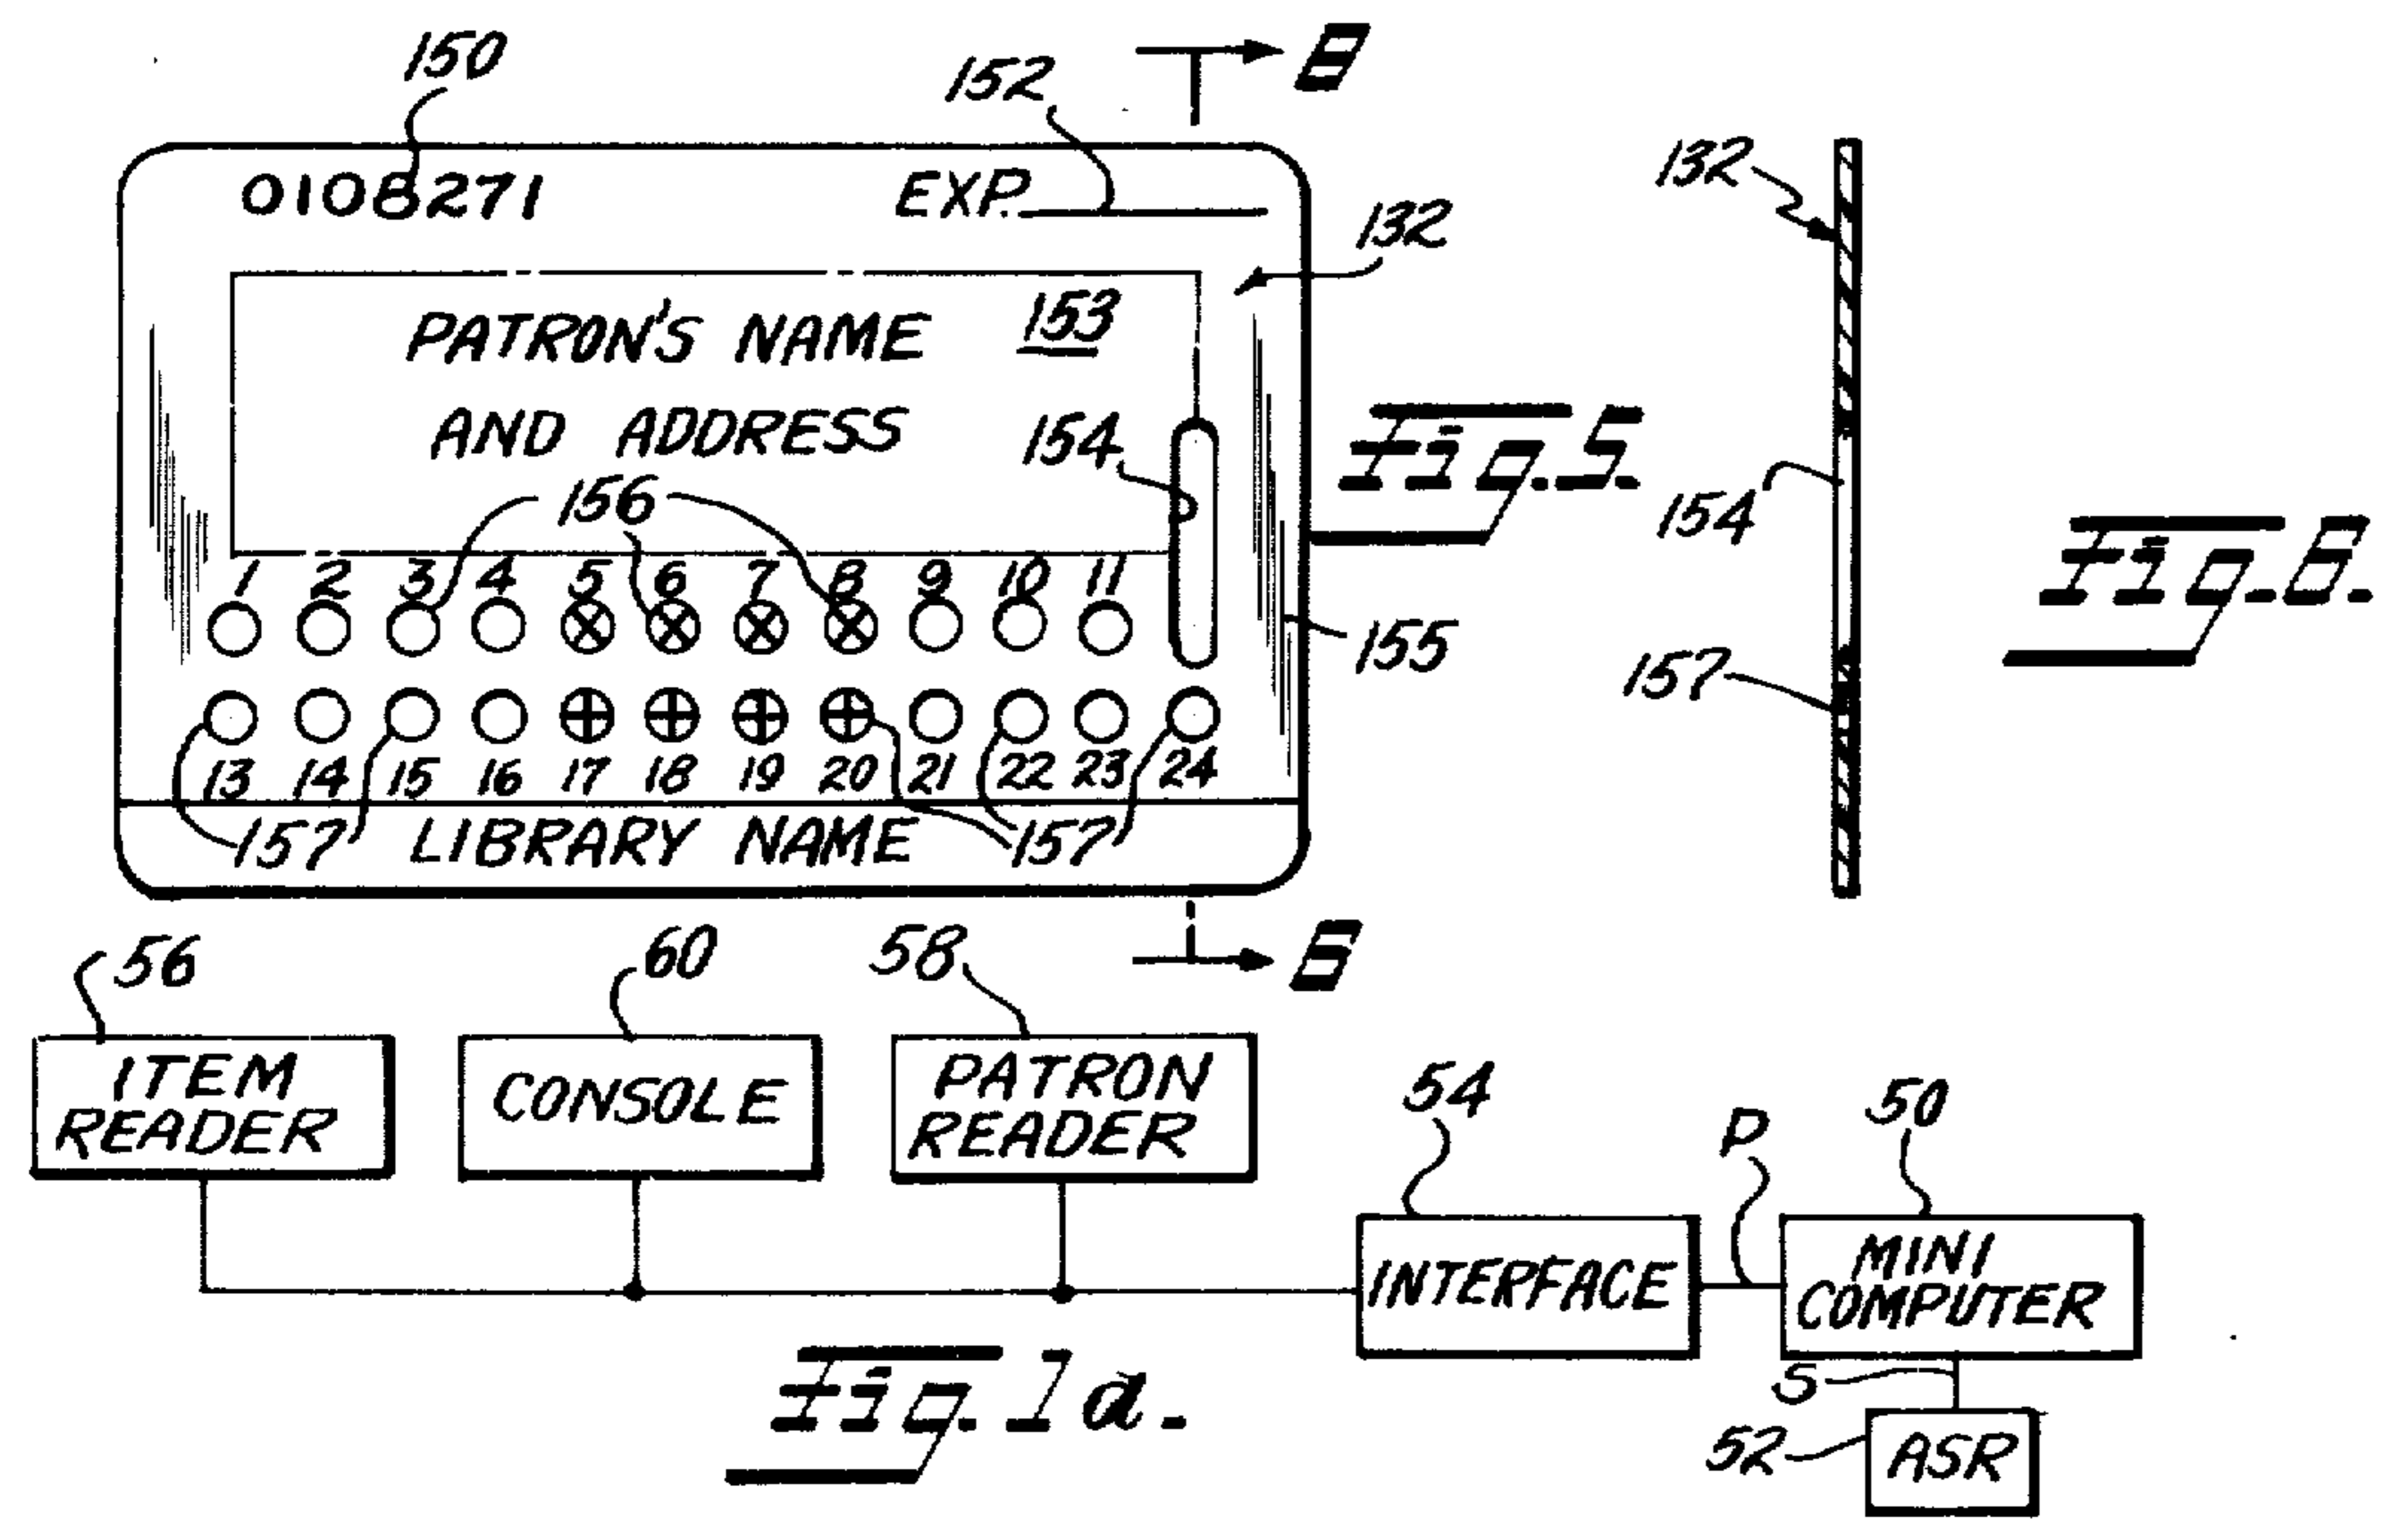 150
152
8
0108271
EXP.
132
132
PATRON'S NAME
153
AND ADDRESS
154
Fig. 5.
156
154
Fig. 8.
1 2 3 4 5 6 7 8 9 10 11
155
157
13 14 15 16 17 18 19 20 21 22 23 24
157
LIBRARY NAME
157
8
56
60
58
ITEM
READER
CONSOLE
PATRON
READER
54
P
50
INTERFACE
MINI
COMPUTER
S
52
ASR
Fig. 1a.